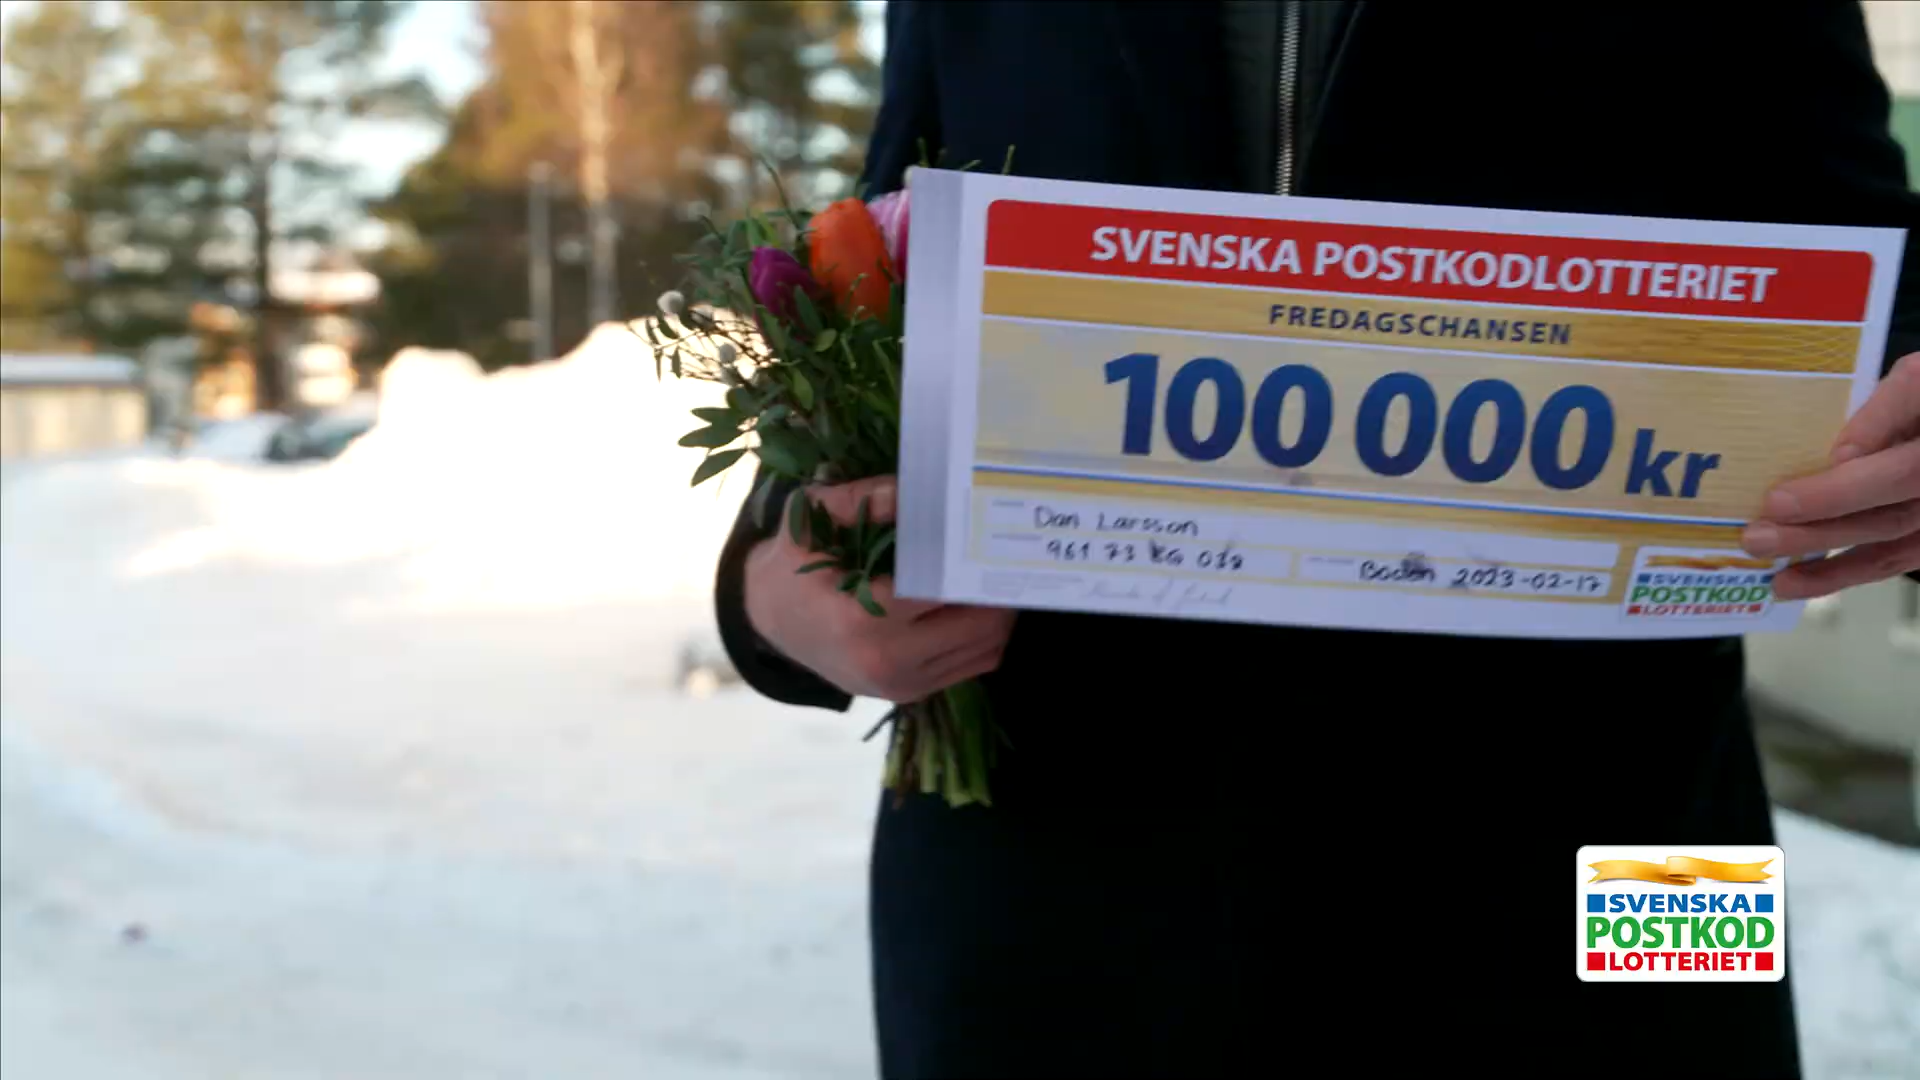 SVENSKA POSTKODLOTTERIET
FREDAGSCHANSEN
100 000 kr
Dan Larsson
961 73
Boden 2023-02-17
SVENSKA
POSTKOD
LOTTERIET
SVENSKA
POSTKOD
LOTTERIET